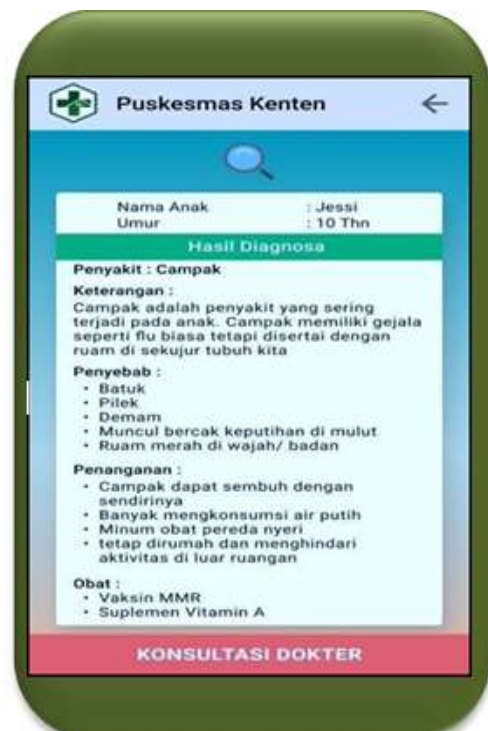 Puskesmas Kenten
Nama Anak : Jessi
Umur : 10 Thn
Hasil Diagnosa
Penyakit : Campak
Keterangan :
Campak adalah penyakit yang sering
terjadi pada anak. Campak memiliki gejala
seperti flu biasa tetapi disertai dengan
ruam di sekujur tubuh kita
Penyebab :
• Batuk
• Pilek
• Demam
• Muncul bercak keputihan di mulut
• Ruam merah di wajah/ badan
Penanganan :
• Campak dapat sembuh dengan
sendirinya
• Banyak mengkonsumsi air putih
• Minum obat pereda nyeri
• tetap dirumah dan menghindari
aktivitas di luar ruangan
Obat :
• Vaksin MMR
• Suplemen Vitamin A
KONSULTASI DOKTER